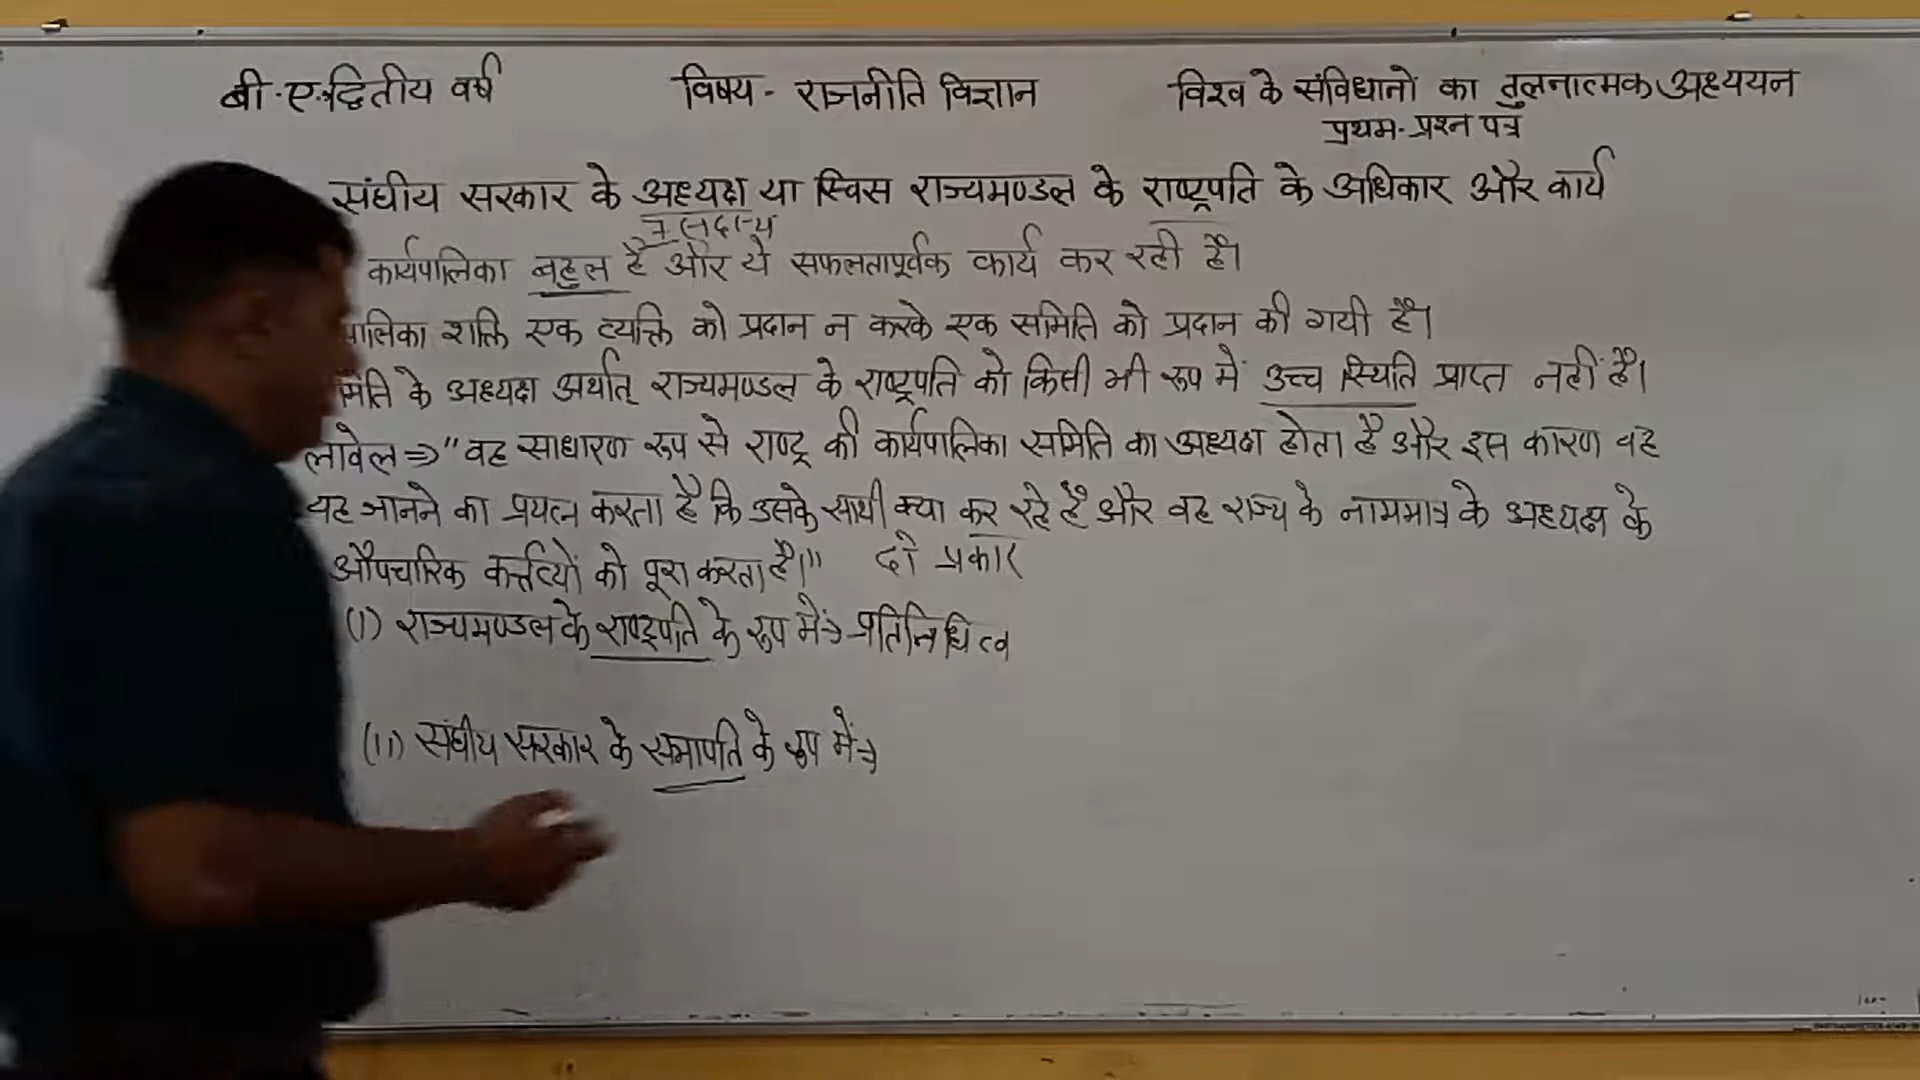 बी.ए.द्वितीय वर्ष विषय - राजनीति विज्ञान विश्व के संविधानों का तुलनात्मक अध्ययन
प्रथम-प्रश्न पत्र
संघीय सरकार के अध्यक्ष या स्विस राज्यमण्डल के राष्ट्रपति के अधिकार और कार्य
7 सदस्य
कार्यपालिका बहुल है और ये सफलतापूर्वक कार्य कर रही है।
पालिका शक्ति एक व्यक्ति को प्रदान न करके एक समिति को प्रदान की गयी है।
मिति के अध्यक्ष अर्थात् राज्यमण्डल के राष्ट्रपति को किसी भी रूप में उच्च स्थिति प्राप्त नहीं है।
लावेल⇒"वह साधारण रूप से राष्ट्र की कार्यपालिका समिति का अध्यक्ष होता है और इस कारण वह
यह जानने का प्रयत्न करता है कि उसके साथी क्या कर रहे हैं और वह राज्य के नाममात्र के अध्यक्ष के
औपचारिक कर्त्तव्यों को पूरा करता है।" दो प्रकार
(i) राज्यमण्डल के राष्ट्रपति के रूप में→ प्रतिनिधित्व
(ii) संघीय सरकार के सभापति के रूप में→